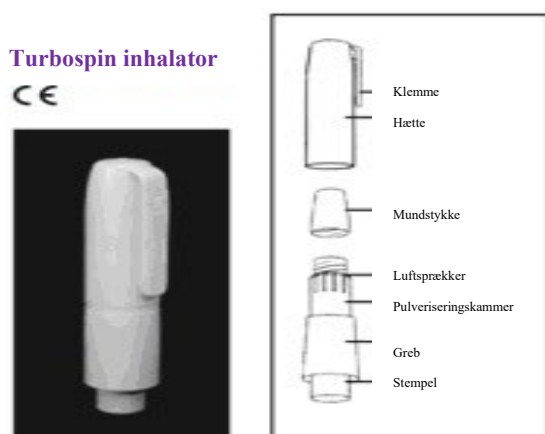 Turbospin inhalator
CE
Klemme
Hætte
Mundstykke
Luftsprækker
Pulveriseringskammer
Greb
Stempel